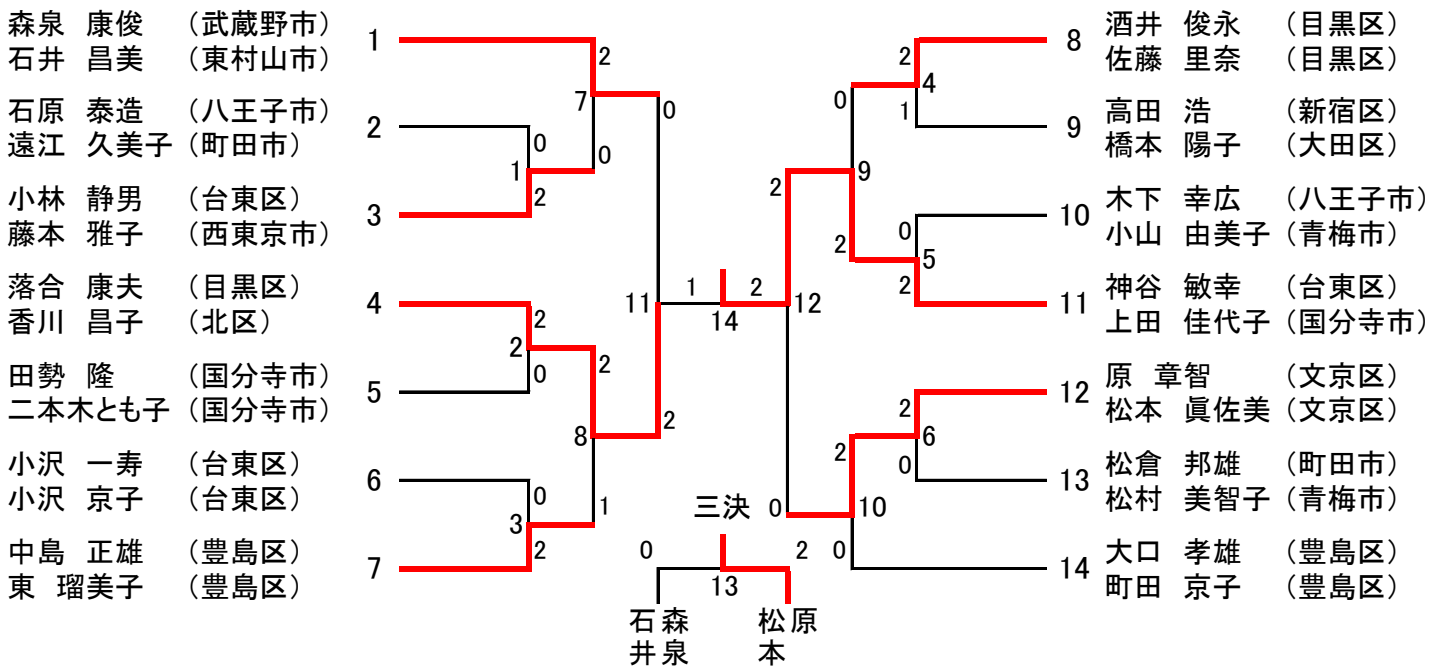 森泉 康俊 （武蔵野市）
石井 昌美 （東村山市）
1
石原 泰造 （八王子市）
遠江 久美子（町田市）
2
小林 静男 （台東区）
藤本 雅子 （西東京市）
3
落合 康夫 （目黒区）
香川 昌子 （北区）
4
田勢 隆 （国分寺市）
二本木とも子（国分寺市）
5
小沢 一寿 （台東区）
小沢 京子 （台東区）
6
中島 正雄 （豊島区）
東 瑠美子 （豊島区）
7
2
7
0
0
1
0
2
2
2
0
2
8
2
0
3
1
2
11
1
14
2
12
2
0
9
2
0
2
4
1
0
5
2
2
6
0
2
10
0
8
酒井 俊永 （目黒区）
佐藤 里奈 （目黒区）
9
高田 浩 （新宿区）
橋本 陽子 （大田区）
10
木下 幸広 （八王子市）
小山 由美子（青梅市）
11
神谷 敏幸 （台東区）
上田 佳代子（国分寺市）
12
原 章智 （文京区）
松本 眞佐美（文京区）
13
松倉 邦雄 （町田市）
松村 美智子（青梅市）
14
大口 孝雄 （豊島区）
町田 京子 （豊島区）
三決
0
13
2
森泉
石井
原
松本